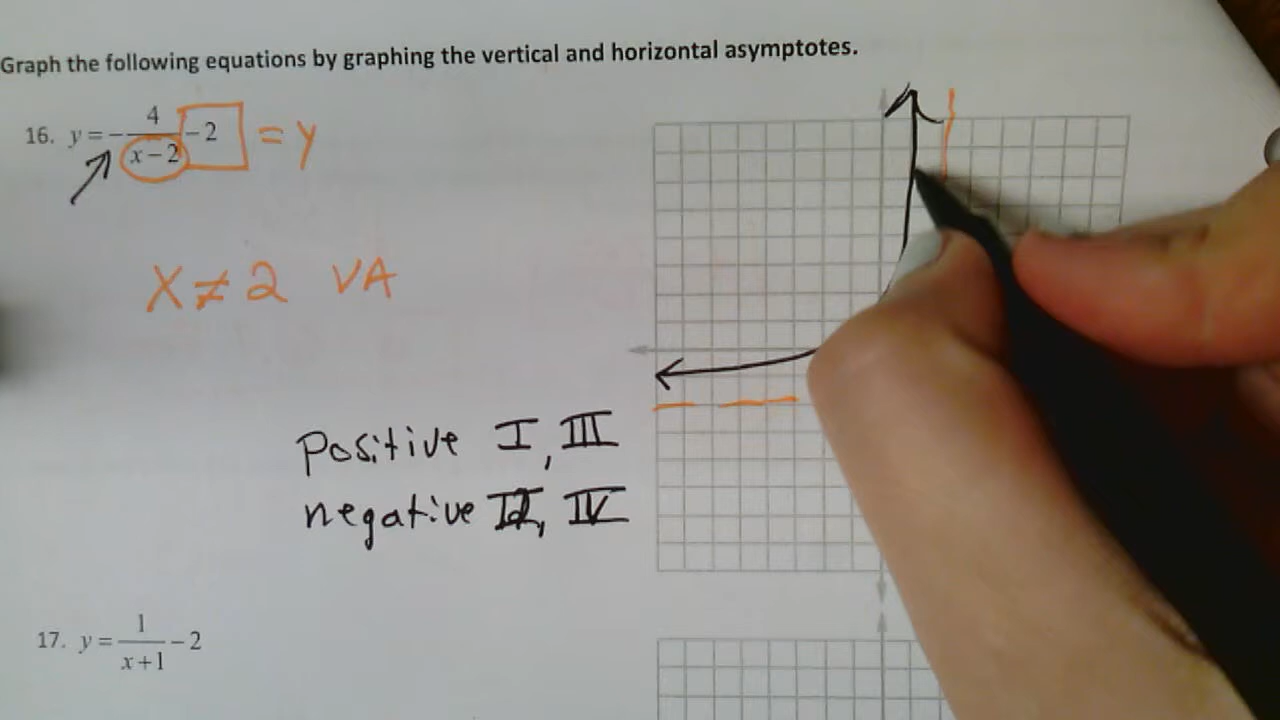 Graph the following equations by graphing the vertical and horizontal asymptotes.
16. y = -4/(x-2) - 2 = y
X ≠ 2 VA
Positive I, III
negative II, IV
17. y = 1/(x+1) - 2